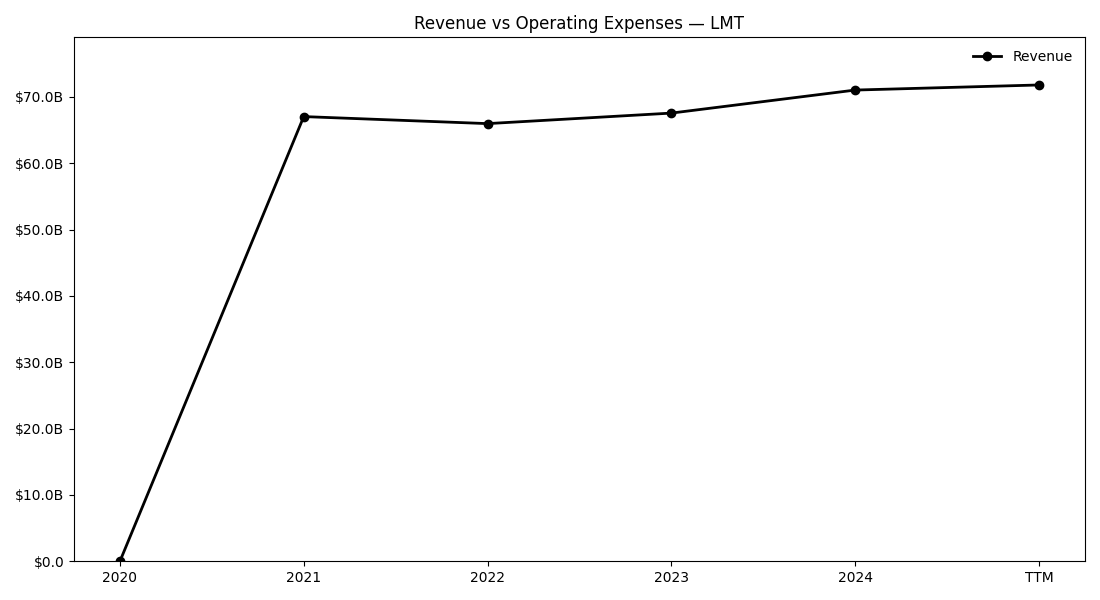 Revenue vs Operating Expenses — LMT
Revenue
$70.0B
$60.0B
$50.0B
$40.0B
$30.0B
$20.0B
$10.0B
$0.0
2020 2021 2022 2023 2024 TTM